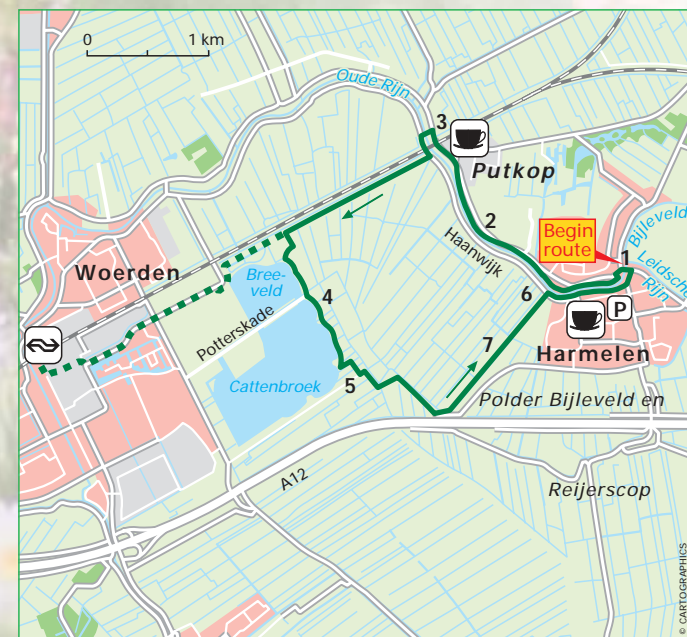 0 1 km
Oude Rijn
3
Putkop
2
Begin
route
Haanwijk
1
Bijleveld
Leidsche
Rijn
Woerden
Bree-
veld
4
6
P
Potterskade
7
Harmelen
Cattenbroek
5
Polder Bijleveld en
A12
Reijerscop
© CARTOGRAPHICS